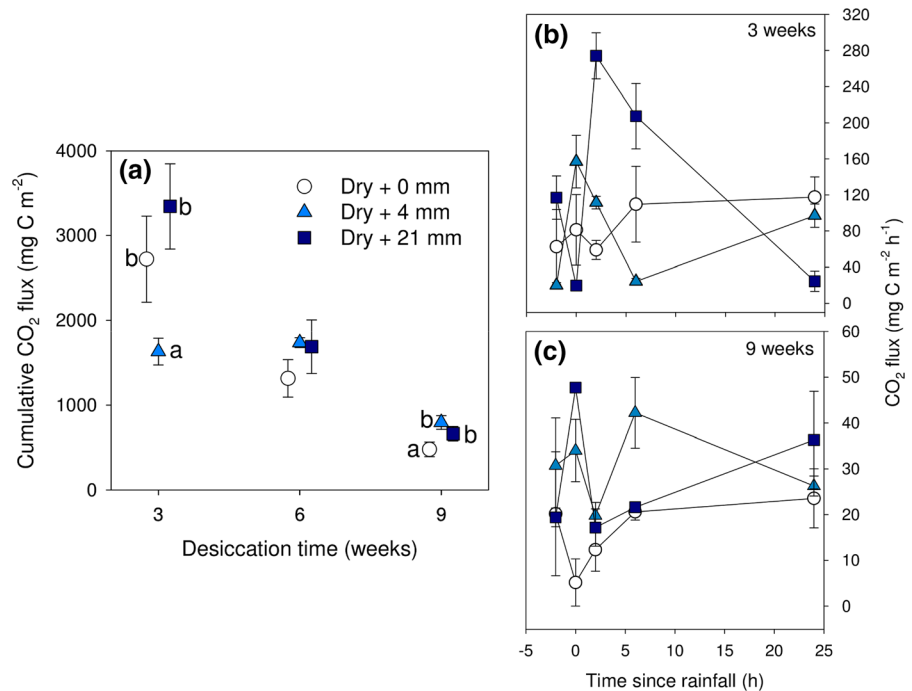 (a)
Dry + 0 mm
Dry + 4 mm
Dry + 21 mm
Cumulative CO2 flux (mg C m-2)
4000
3000
2000
1000
0
b
b
a
b
a
b
3
6
9
Desiccation time (weeks)
(b)
3 weeks
320
280
240
200
160
120
80
40
0
(c)
9 weeks
60
50
40
30
20
10
0
CO2 flux (mg C m-2 h-1)
-5
0
5
10
15
20
25
Time since rainfall (h)